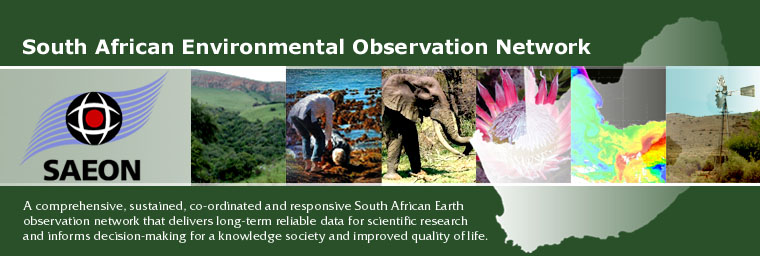 South African Environmental Observation Network
SAEON
A comprehensive, sustained, co-ordinated and responsive South African Earth
observation network that delivers long-term reliable data for scientific research
and informs decision-making for a knowledge society and improved quality of life.